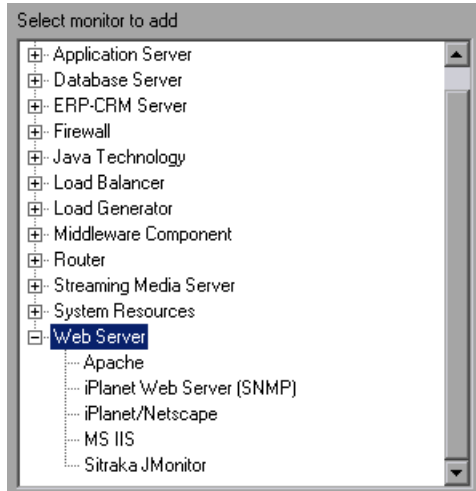 Select monitor to add
Application Server
Database Server
ERP-CRM Server
Firewall
Java Technology
Load Balancer
Load Generator
Middleware Component
Router
Streaming Media Server
System Resources
Web Server
Apache
iPlanet Web Server (SNMP)
iPlanet/Netscape
MS IIS
Sitraka JMonitor